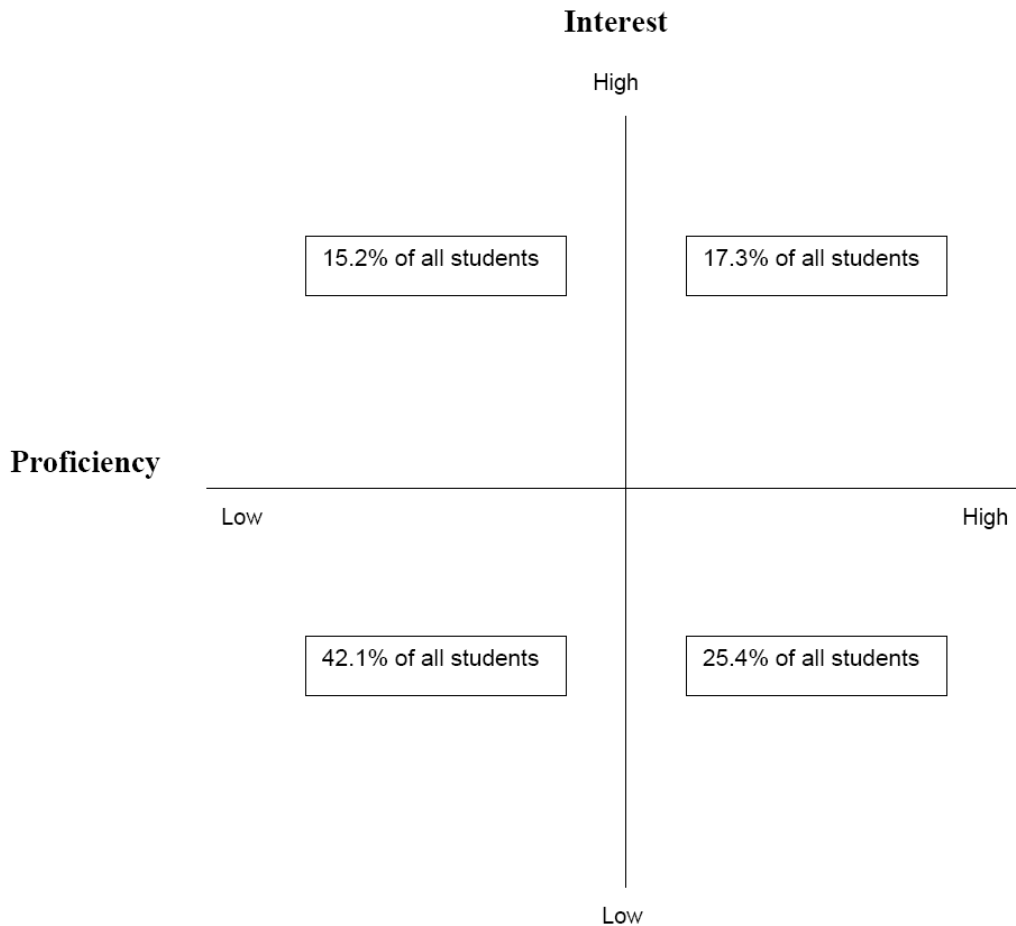 Interest
High
15.2% of all students
17.3% of all students
Proficiency
Low
High
42.1% of all students
25.4% of all students
Low